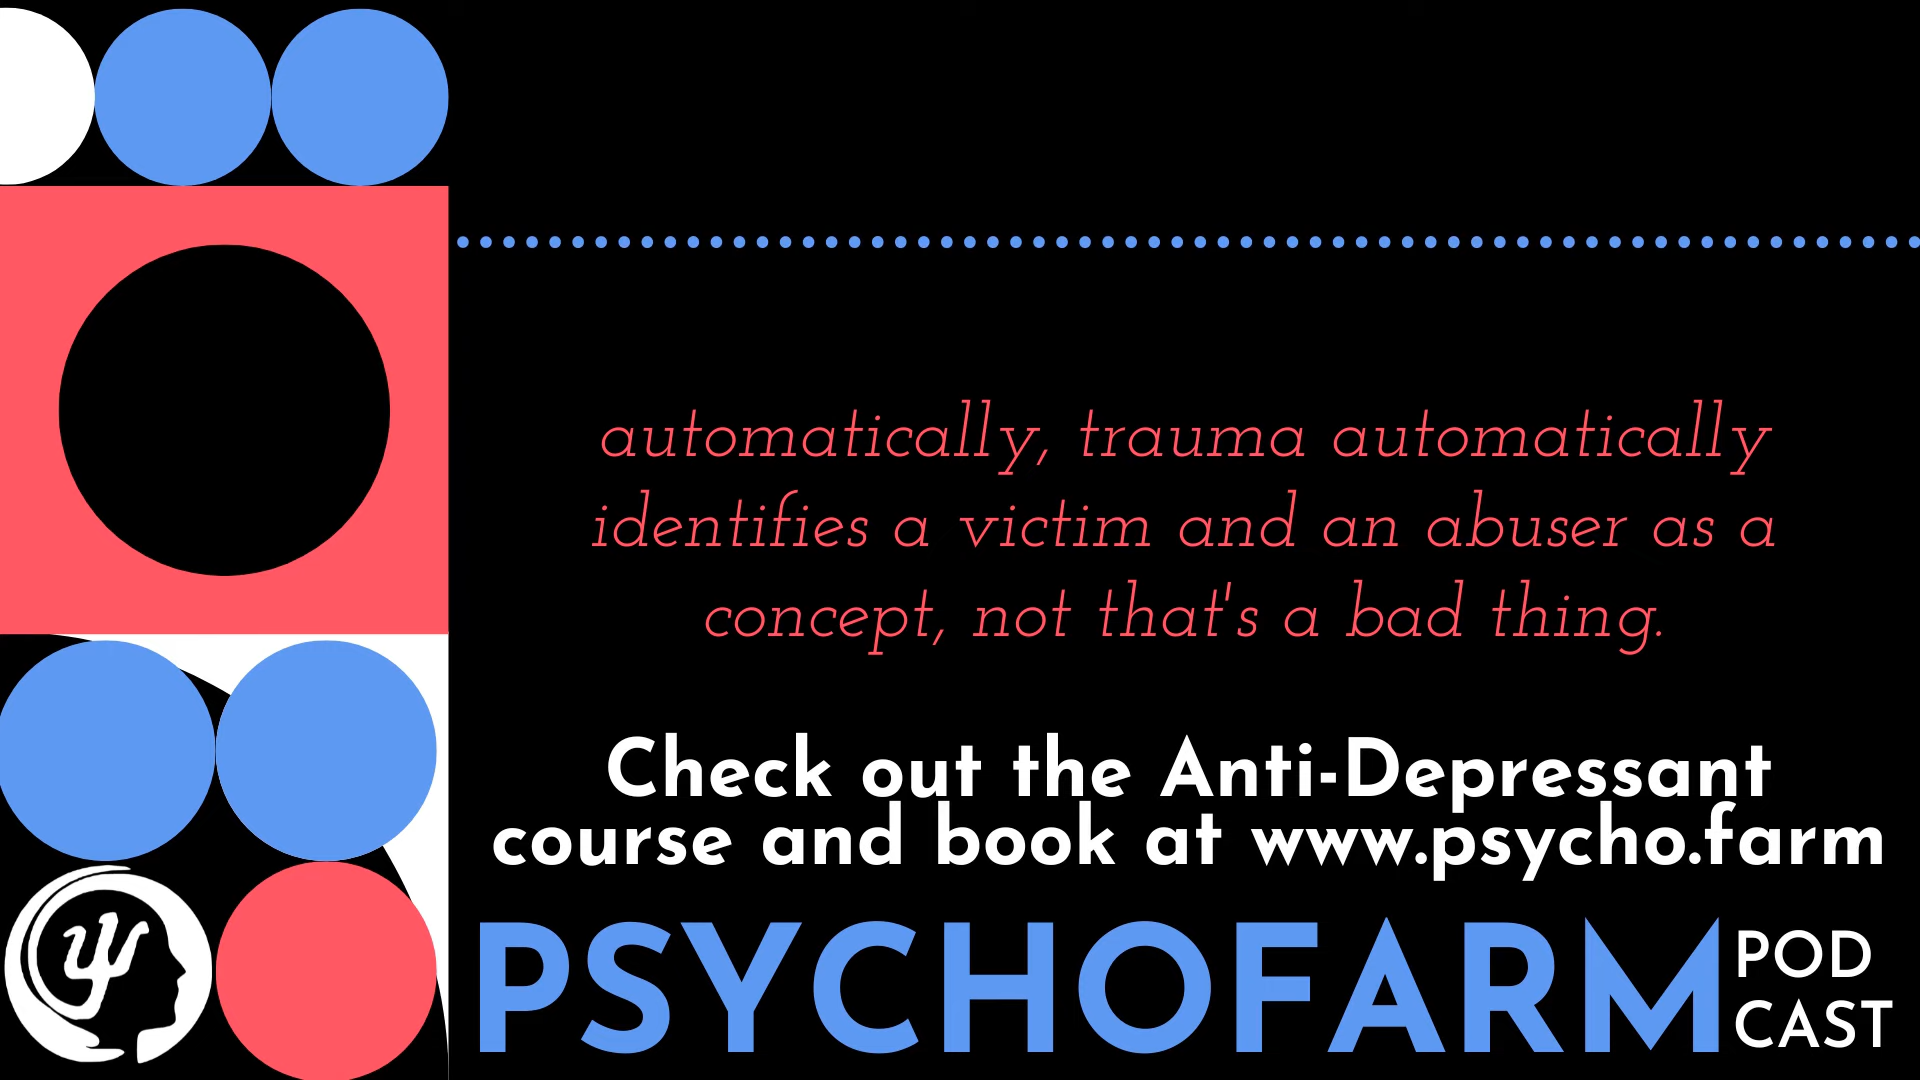 automatically, trauma automatically
identifies a victim and an abuser as a
concept, not that's a bad thing.
Check out the Anti-Depressant
course and book at www.psycho.farm
PSYCHOFARM
POD
CAST
Ψ